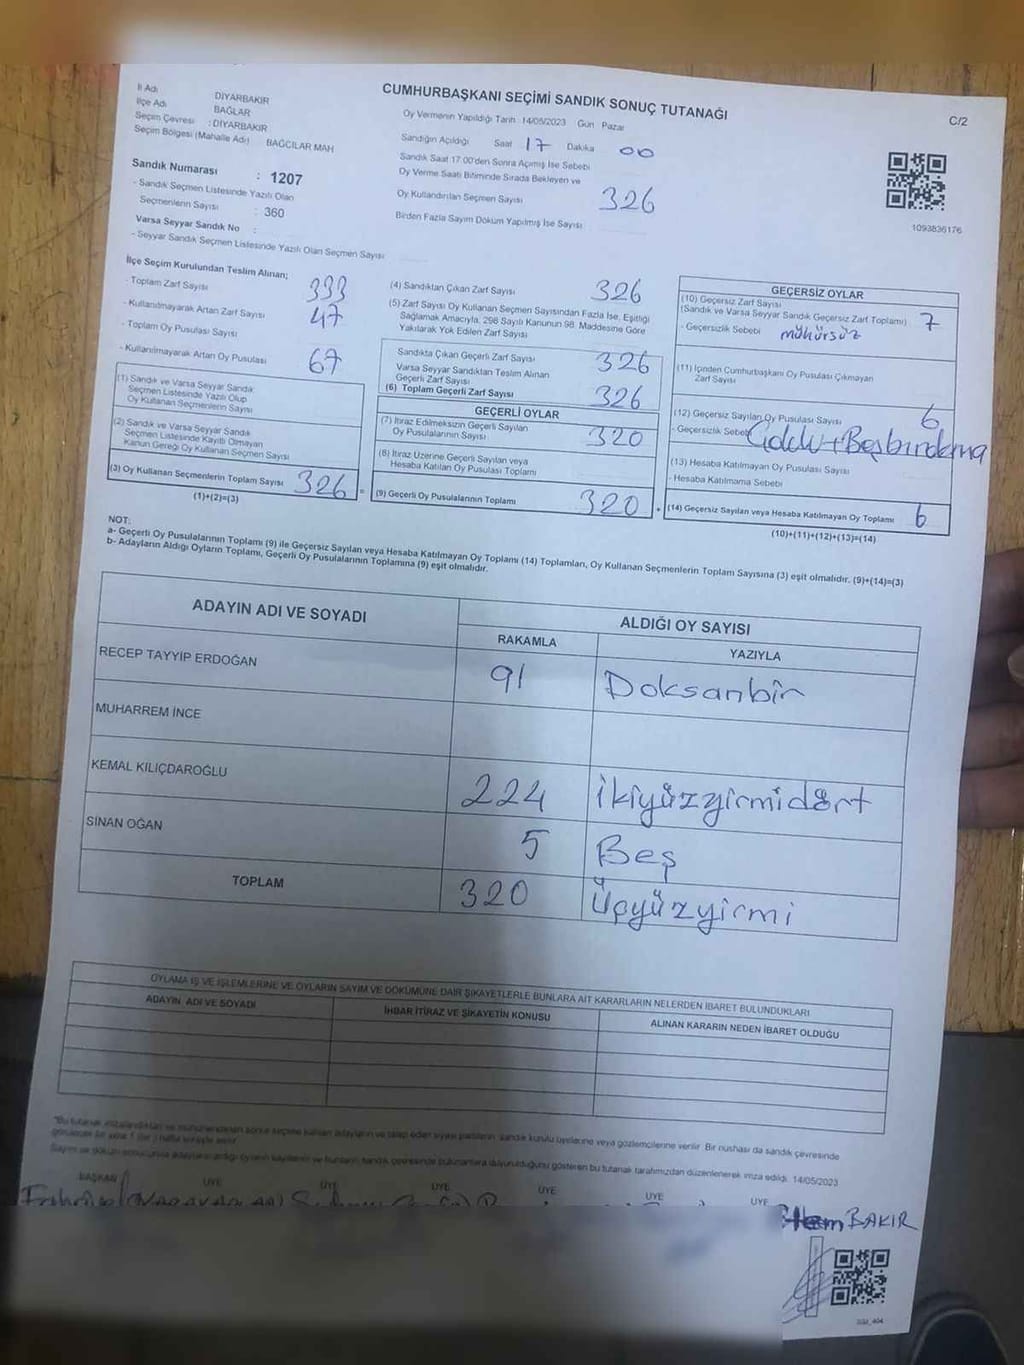 CUMHURBAŞKANI SEÇİMİ SANDIK SONUÇ TUTANAĞI
C/2
İl Adı DİYARBAKIR
İlçe Adı BAĞLAR
Seçim Çevresi : DİYARBAKIR
Seçim Bölgesi (Mahalle Adı) BAĞCILAR MAH
Oy Vermenin Yapıldığı Tarih 14/05/2023 Gün Pazar
Sandığın Açıldığı Saat 17 Dakika 00
Sandık Saat 17:00'den Sonra Açılmış İse Sebebi
Oy Verme Saati Bitiminde Sırada Bekleyen ve
Oy Kullandırılan Seçmen Sayısı 326
Birden Fazla Sayım Döküm Yapılmış İse Sayısı
1093836176
Sandık Numarası : 1207
- Sandık Seçmen Listesinde Yazılı Olan
Seçmenlerin Sayısı : 360
Varsa Seyyar Sandık No :
- Seyyar Sandık Seçmen Listesinde Yazılı Olan Seçmen Sayısı
İlçe Seçim Kurulundan Teslim Alınan;
- Toplam Zarf Sayısı 333
- Kullanılmayarak Artan Zarf Sayısı 47
- Toplam Oy Pusulası Sayısı
- Kullanılmayarak Artan Oy Pusulası 67
(1) Sandık ve Varsa Seyyar Sandık
Seçmen Listesinde Yazılı Olup
Oy Kullanan Seçmenlerin Sayısı
(2) Sandık ve Varsa Seyyar Sandık
Seçmen Listesinde Kayıtlı Olmayan
Kanun Gereği Oy Kullanan Seçmen Sayısı
(3) Oy Kullanan Seçmenlerin Toplam Sayısı 326
(1)+(2)=(3)
(4) Sandıktan Çıkan Zarf Sayısı 326
(5) Zarf Sayısı Oy Kullanan Seçmen Sayısından Fazla İse, Eşitliği
Sağlamak Amacıyla, 298 Sayılı Kanunun 98. Maddesine Göre
Yakılarak Yok Edilen Zarf Sayısı
Sandıkta Çıkan Geçerli Zarf Sayısı 326
Varsa Seyyar Sandıktan Teslim Alınan
Geçerli Zarf Sayısı
(6) Toplam Geçerli Zarf Sayısı 326
GEÇERLİ OYLAR
(7) İtiraz Edilmeksizin Geçerli Sayılan
Oy Pusulalarının Sayısı 320
(8) İtiraz Üzerine Geçerli Sayılan veya
Hesaba Katılan Oy Pusulası Toplamı
= (9) Geçerli Oy Pusulalarının Toplamı 320
GEÇERSİZ OYLAR
(10) Geçersiz Zarf Sayısı
(Sandık ve Varsa Seyyar Sandık Geçersiz Zarf Toplamı) 7
- Geçersizlik Sebebi mühürsüz
(11) İçinden Cumhurbaşkanı Oy Pusulası Çıkmayan
Zarf Sayısı
(12) Geçersiz Sayılan Oy Pusulası Sayısı 6
- Geçersizlik Sebebi
(13) Hesaba Katılmayan Oy Pusulası Sayısı
- Hesaba Katılmama Sebebi
+ (14) Geçersiz Sayılan veya Hesaba Katılmayan Oy Toplamı 6
(10)+(11)+(12)+(13)=(14)
NOT:
a- Geçerli Oy Pusulalarının Toplamı (9) ile Geçersiz Sayılan veya Hesaba Katılmayan Oy Toplamı (14) Toplamları, Oy Kullanan Seçmenlerin Toplam Sayısına (3) eşit olmalıdır. (9)+(14)=(3)
b- Adayların Aldığı Oyların Toplamı, Geçerli Oy Pusulalarının Toplamına (9) eşit olmalıdır.
ADAYIN ADI VE SOYADI ALDIĞI OY SAYISI
RAKAMLA YAZIYLA
RECEP TAYYİP ERDOĞAN 91 Doksanbir
MUHARREM İNCE
KEMAL KILIÇDAROĞLU 224 İkiyüzyirmidört
SİNAN OĞAN 5 Beş
TOPLAM 320 Üçyüzyirmi
OYLAMA İŞ VE İŞLEMLERİNE VE OYLARIN SAYIM VE DÖKÜMÜNE DAİR ŞİKAYETLERLE BUNLARA AİT KARARLARIN NELERDEN İBARET BULUNDUKLARI
ADAYIN ADI VE SOYADI İHBAR İTİRAZ VE ŞİKAYETİN KONUSU ALINAN KARARIN NEDEN İBARET OLDUĞU
sandık kurulu üyelerine veya gözlemcilerine verilir. Bir nushası da sandık çevresinde
bu tutanak tarafımızdan düzenlenerek imza edildi. 14/05/2023
BAŞKAN ÜYE ÜYE ÜYE ÜYE ÜYE ÜYE
BAKIR